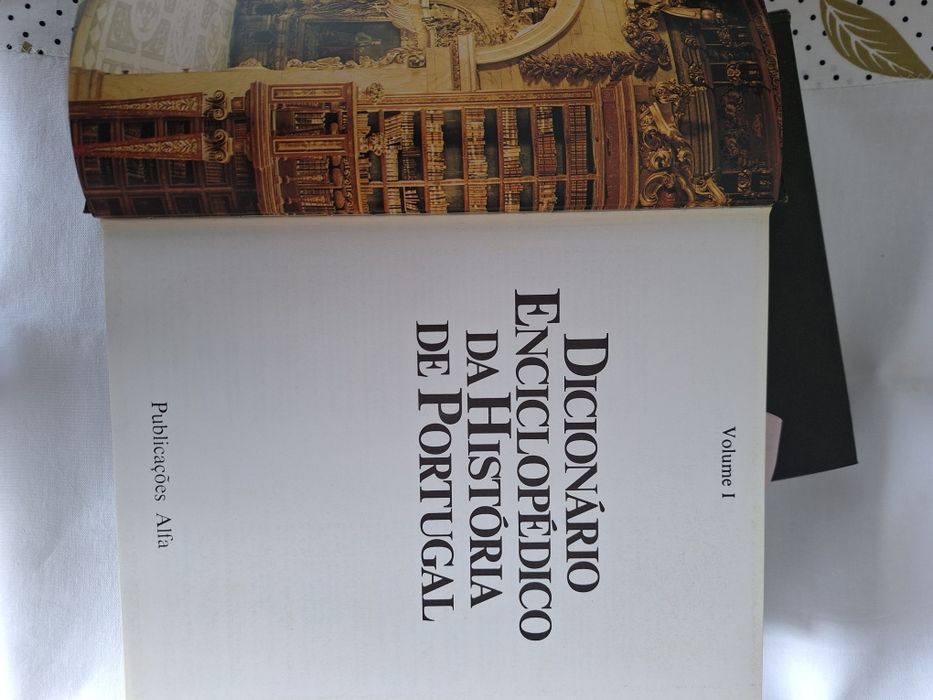 Volume I
DICIONÁRIO
ENCICLOPÉDICO
DA HISTÓRIA
DE PORTUGAL
Publicações Alfa